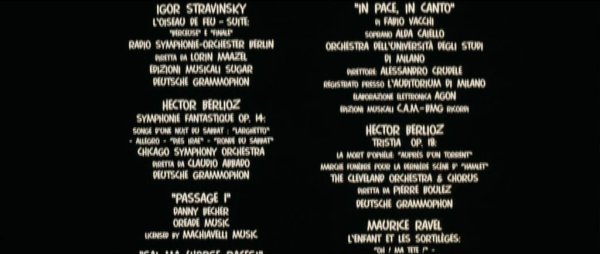 IGOR STRAVINSKY
L'OISEAU DE FEU - SUITE:
"BERCEUSE" E "FINALE"
RADIO SYMPHONIE-ORCHESTER BERLIN
DIRETTA DA LORIN MAAZEL
EDIZIONI MUSICALI SUGAR
DEUTSCHE GRAMMOPHON
HECTOR BERLIOZ
SYMPHONIE FANTASTIQUE OP. 14:
SONGE D'UNE NUIT DU SABBAT : "LARGHETTO"
- ALLEGRO - "DIES IRAE" - "RONDE DU SABBAT"
CHICAGO SYMPHONY ORCHESTRA
DIRETTA DA CLAUDIO ABBADO
DEUTSCHE GRAMMOPHON
"PASSAGE I"
DANNY BECHER
OREADE MUSIC
LICENSED BY MACHIAVELLI MUSIC
"IN PACE, IN CANTO"
DI FABIO VACCHI
SOPRANO ALDA CAIELLO
ORCHESTRA DELL'UNIVERSITÀ DEGLI STUDI
DI MILANO
DIRETTORE ALESSANDRO CRUDELE
REGISTRATO PRESSO L'AUDITORIUM DI MILANO
ELABORAZIONE ELETTRONICA AGON
EDIZIONI MUSICALI C.A.M.-BMG RICORDI
HECTOR BERLIOZ
TRISTIA OP. 18:
LA MORT D'OPHÉLIE "AUPRÈS D'UN TORRENT"
MARCHE FUNÈBRE POUR LA DERNIÈRE SCÈNE D' "HAMLET"
THE CLEVELAND ORCHESTRA & CHORUS
DIRETTA DA PIERRE BOULEZ
DEUTSCHE GRAMMOPHON
MAURICE RAVEL
L'ENFANT ET LES SORTILÈGES:
"OH ! MA TÊTE !" -